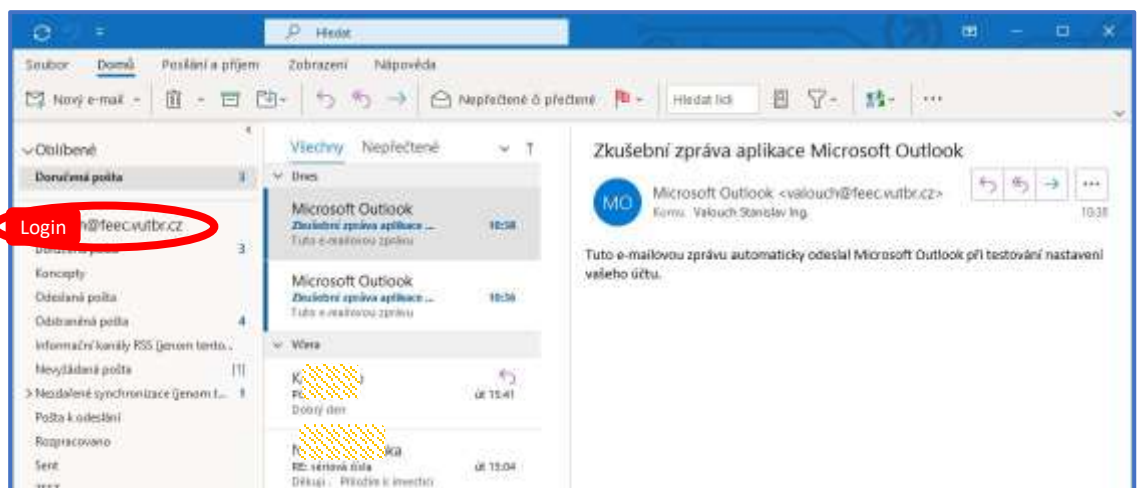 Hledat
Soubor Domů Posílání a příjem Zobrazení Nápověda
Nový e-mail Nepřečtené či přečtené Hledat lidi
Oblíbené
Doručená pošta 3
Login h@feec.vutbr.cz
3
Koncepty
Odeslaná pošta
Odstraněná pošta 4
Informační kanály RSS (jenom tento...
Nevyžádaná pošta [1]
Nezdařené synchronizace (jenom t... 1
Pošta k odeslání
Rozpracovano
Sent
Všechny Nepřečtené
Dnes
Microsoft Outlook
Zkušební zpráva aplikace ... 10:38
Tuto e-mailovou zprávu
Microsoft Outlook
Zkušební zpráva aplikace ... 10:36
Tuto e-mailovou zprávu
Včera
út 15:41
Dobrý den
ka
RE: sériová čísla út 15:04
Děkuji . Přiložím k investici
Zkušební zpráva aplikace Microsoft Outlook
MO
Microsoft Outlook <valouch@feec.vutbr.cz>
Komu Valouch Stanislav Ing.
10:38
Tuto e-mailovou zprávu automaticky odeslal Microsoft Outlook při testování nastavení
vašeho účtu.